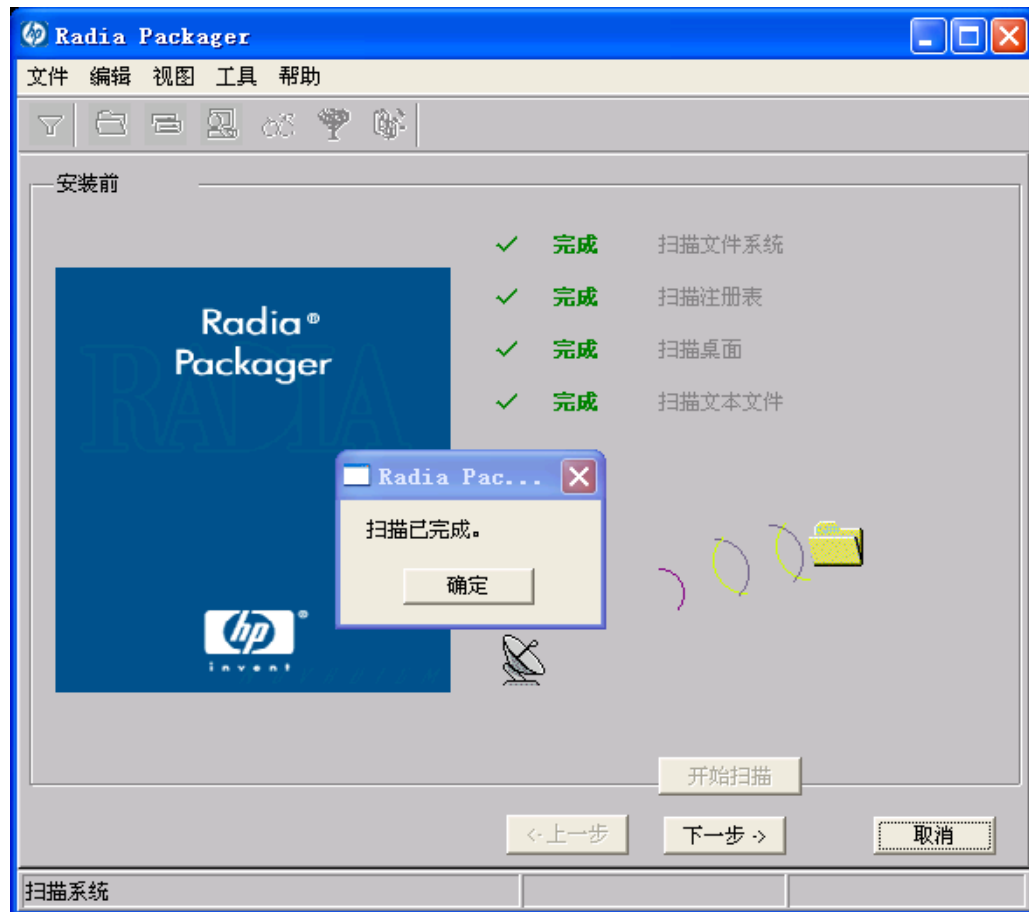 Radia Packager
文件 编辑 视图 工具 帮助
安装前
完成 扫描文件系统
完成 扫描注册表
完成 扫描桌面
完成 扫描文本文件
Radia®
Packager
RADIA
Radia Pac...
扫描已完成。
确定
hp®
invent
开始扫描
<-上一步
下一步->
取消
扫描系统